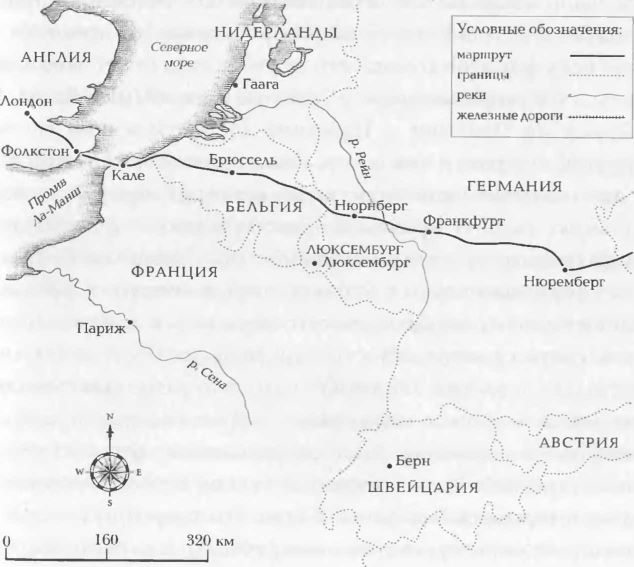 НИДЕРЛАНДЫ
Северное
море
АНГЛИЯ
Гаага
Лондон
Фолкстон
Кале
Брюссель
р. Рейн
Пролив
Ла-Манш
БЕЛЬГИЯ
Нюрнберг
ГЕРМАНИЯ
Франкфурт
ЛЮКСЕМБУРГ
Люксембург
ФРАНЦИЯ
Нюремберг
Париж
р. Сена
АВСТРИЯ
Берн
ШВЕЙЦАРИЯ
N
W
E
S
0 160 320 км
Условные обозначения:
маршрут
границы
реки
железные дороги